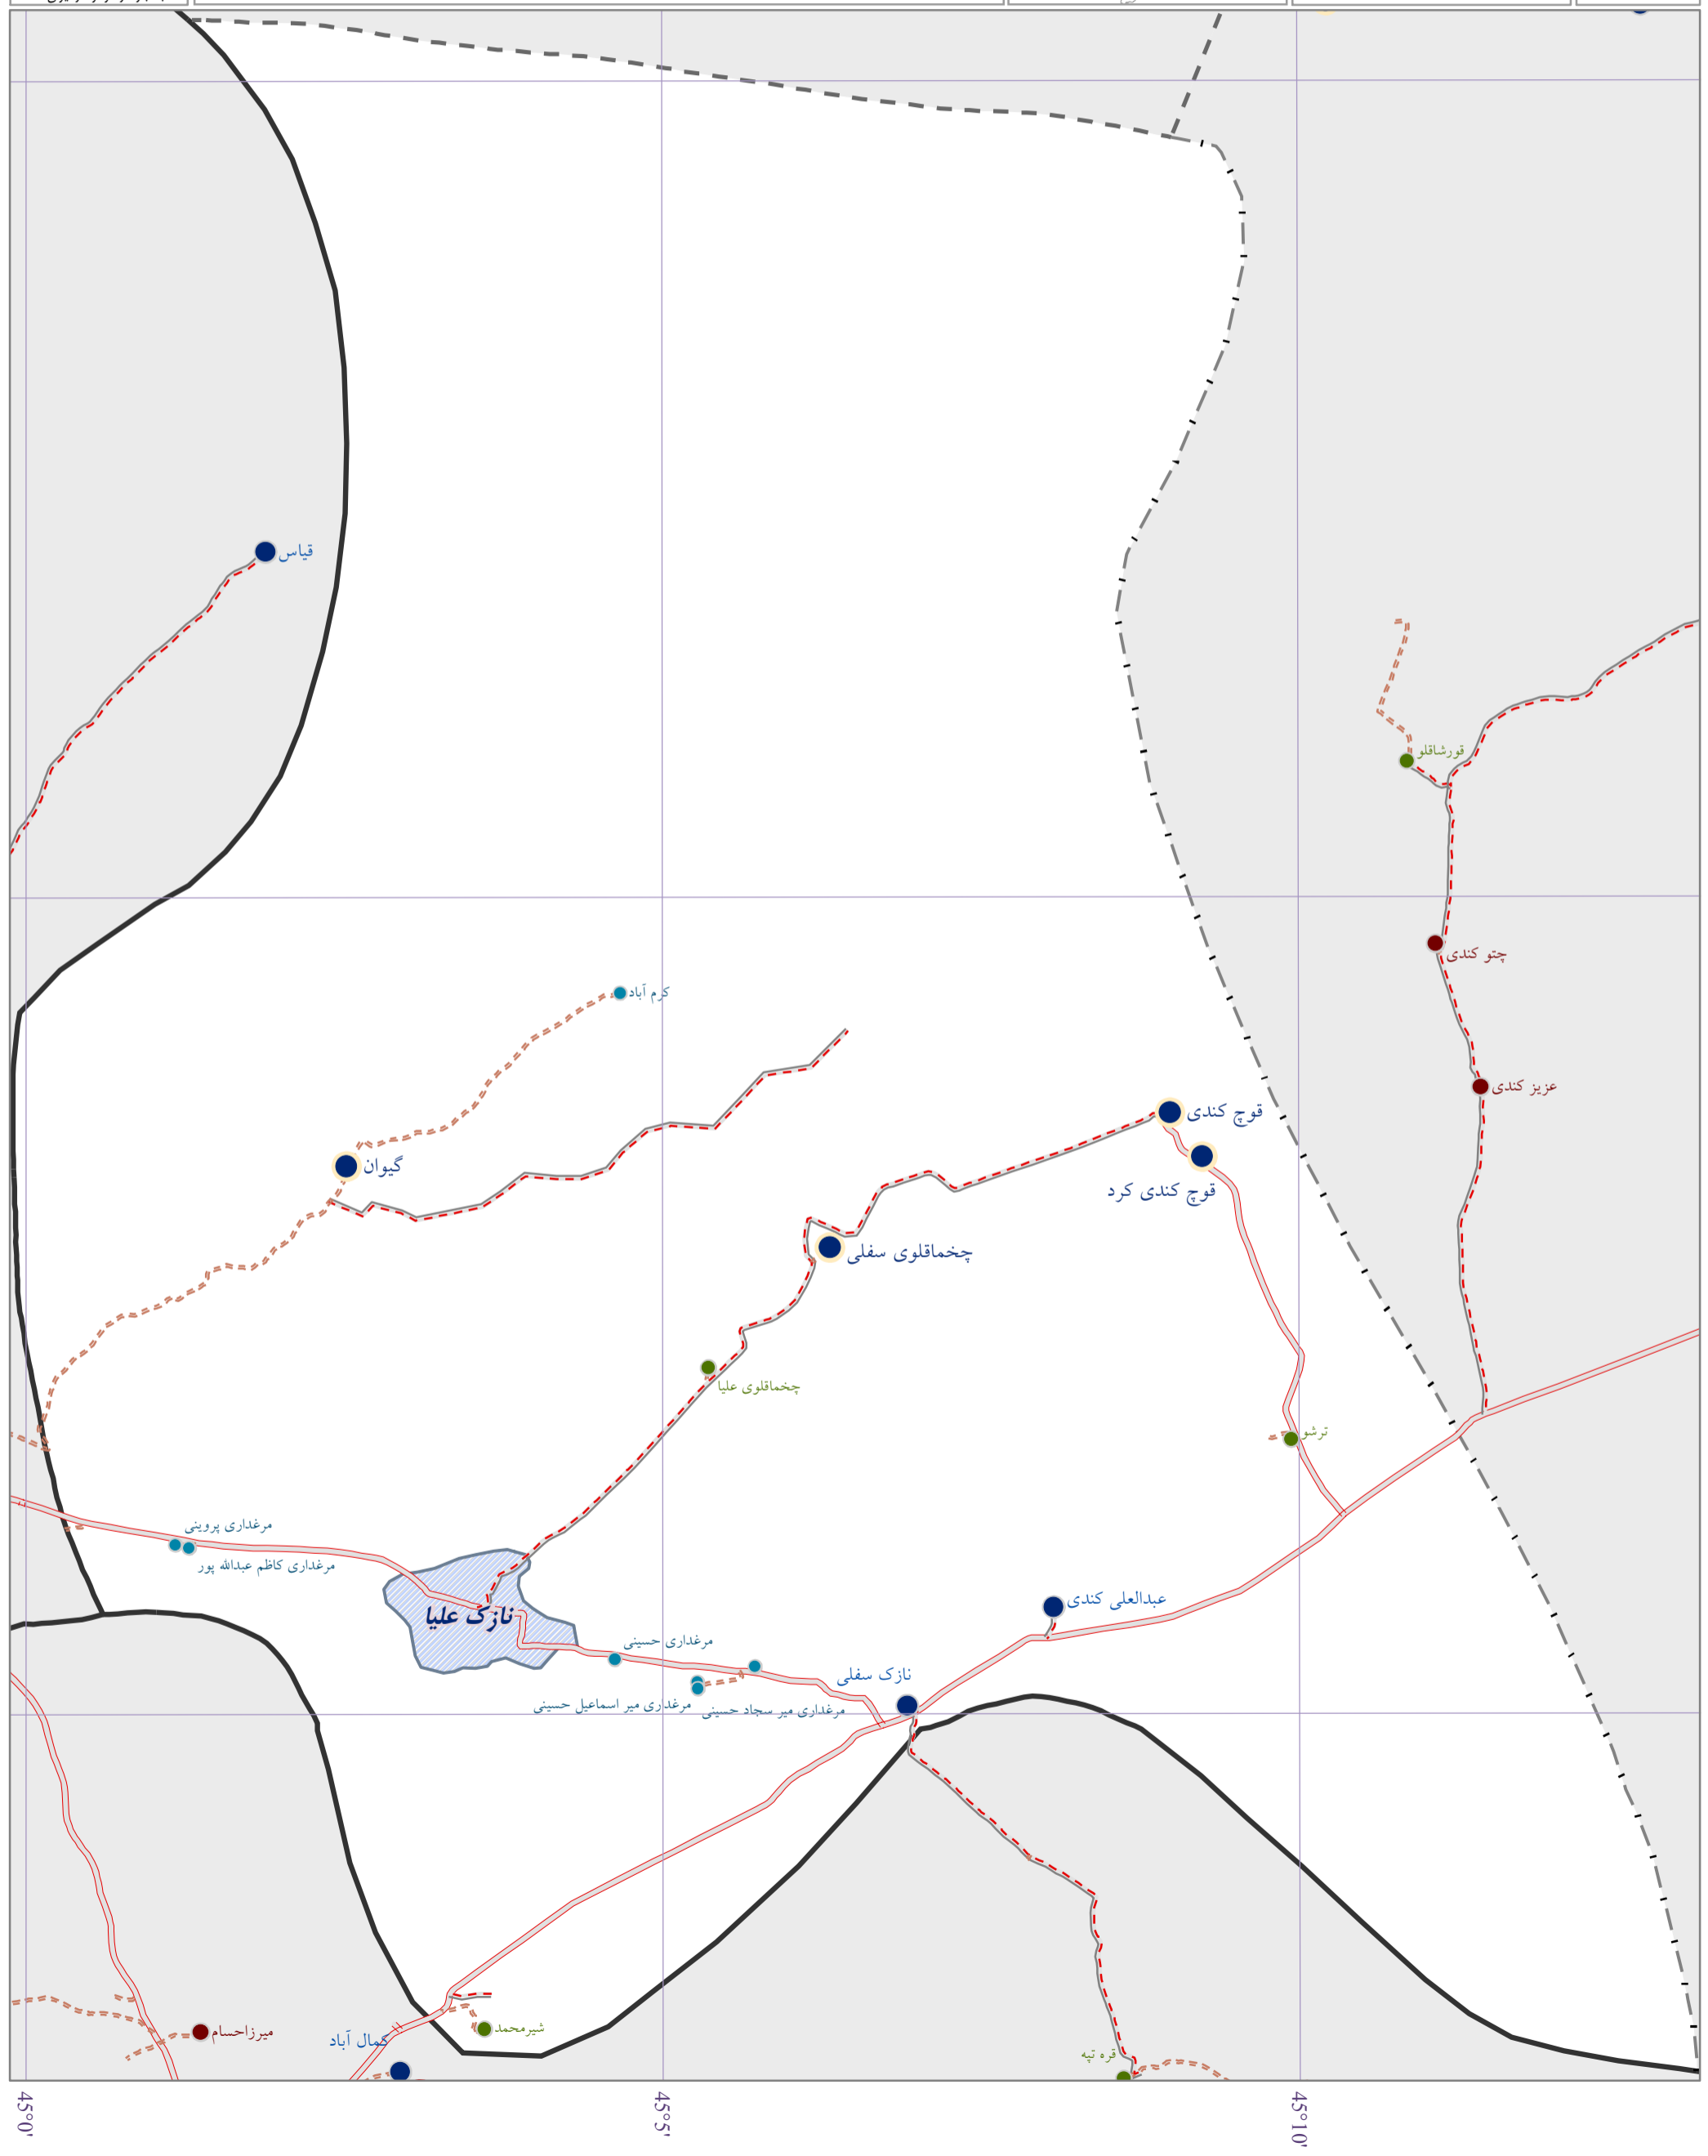 قیاس
قورشاقلو
چتو کندی
کرم آباد
عزیز کندی
قوچ کندی
گیوان
قوچ کندی کرد
چخماقلوی سفلی
چخماقلوی علیا
ترشو
مرغداری پروینی
مرغداری کاظم عبدالله پور
عبدالعلی کندی
نازک علیا
مرغداری حسینی
نازک سفلی
مرغداری میر اسماعیل حسینی
مرغداری میر سجاد حسینی
شیرمحمد
میرزاحسام
کمال آباد
قره تپه
45°0'
45°5'
45°10'